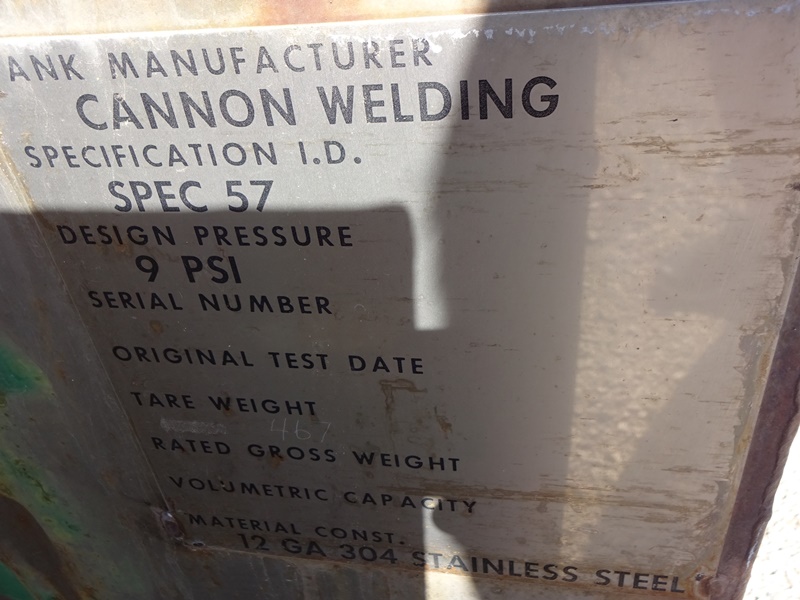 ANK MANUFACTURER
CANNON WELDING
SPECIFICATION I.D.
SPEC 57
DESIGN PRESSURE
9 PSI
SERIAL NUMBER
ORIGINAL TEST DATE
TARE WEIGHT
467
RATED GROSS WEIGHT
VOLUMETRIC CAPACITY
MATERIAL CONST.
12 GA 304 STAINLESS STEEL